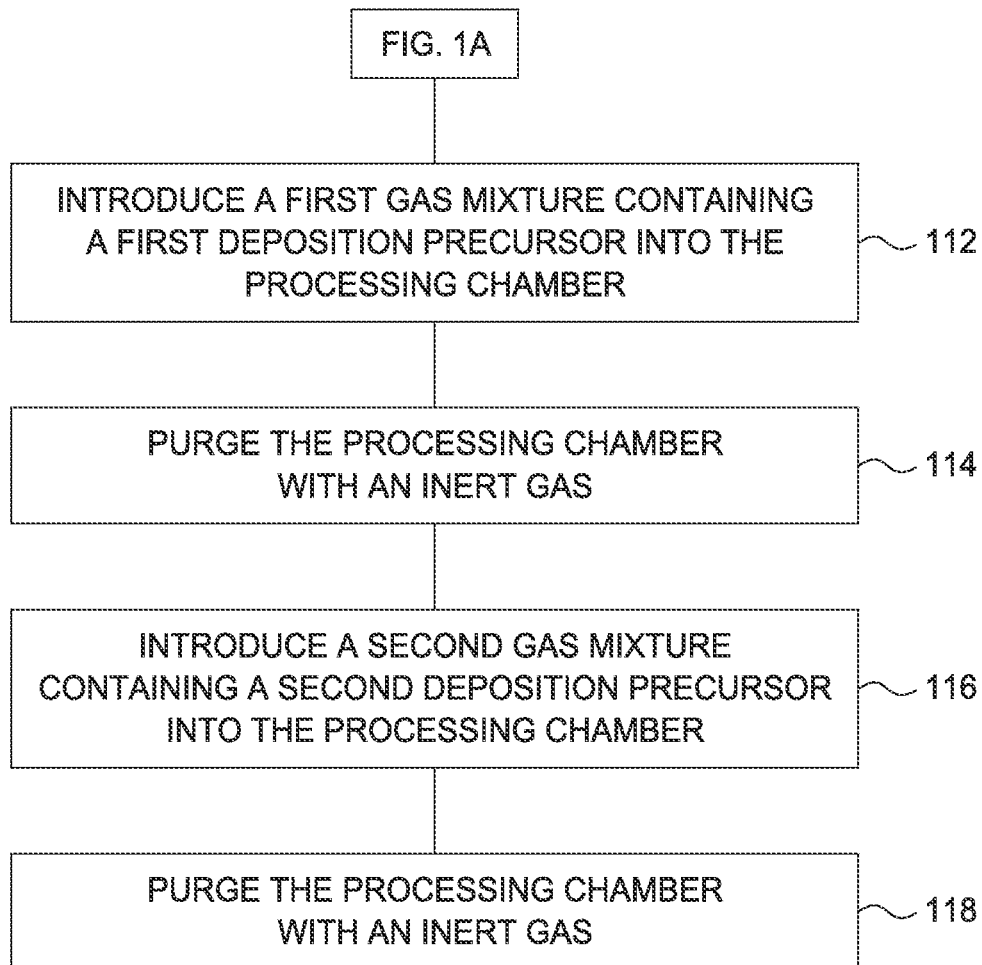 FIG. 1A
INTRODUCE A FIRST GAS MIXTURE CONTAINING
A FIRST DEPOSITION PRECURSOR INTO THE
PROCESSING CHAMBER
112
PURGE THE PROCESSING CHAMBER
WITH AN INERT GAS
114
INTRODUCE A SECOND GAS MIXTURE
CONTAINING A SECOND DEPOSITION PRECURSOR
INTO THE PROCESSING CHAMBER
116
PURGE THE PROCESSING CHAMBER
WITH AN INERT GAS
118